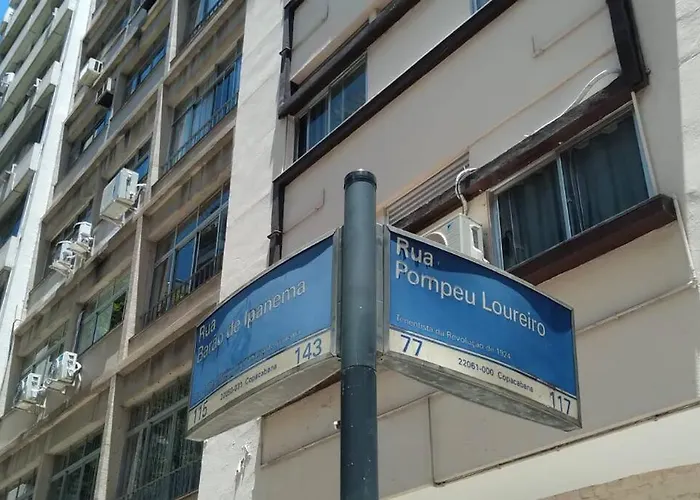 Rua
Barão de Ipanema
143
175
Copacabana
Rua
Pompeu Loureiro
Tenentista da Revolução de 1924
77
22061-000 Copacabana
117